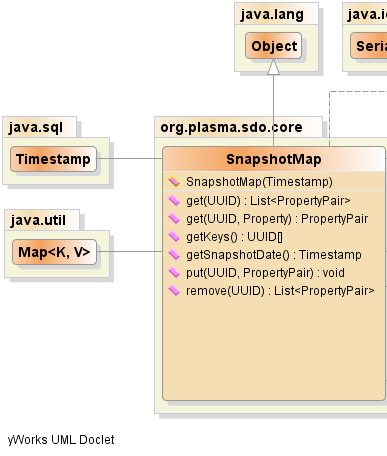 java.lang
java.i
Object
Seria
java.sql
org.plasma.sdo.core
Timestamp
SnapshotMap
SnapshotMap(Timestamp)
get(UUID) : List<PropertyPair>
get(UUID, Property) : PropertyPair
getKeys() : UUID[]
getSnapshotDate() : Timestamp
put(UUID, PropertyPair) : void
remove(UUID) : List<PropertyPair>
java.util
Map<K, V>
yWorks UML Doclet